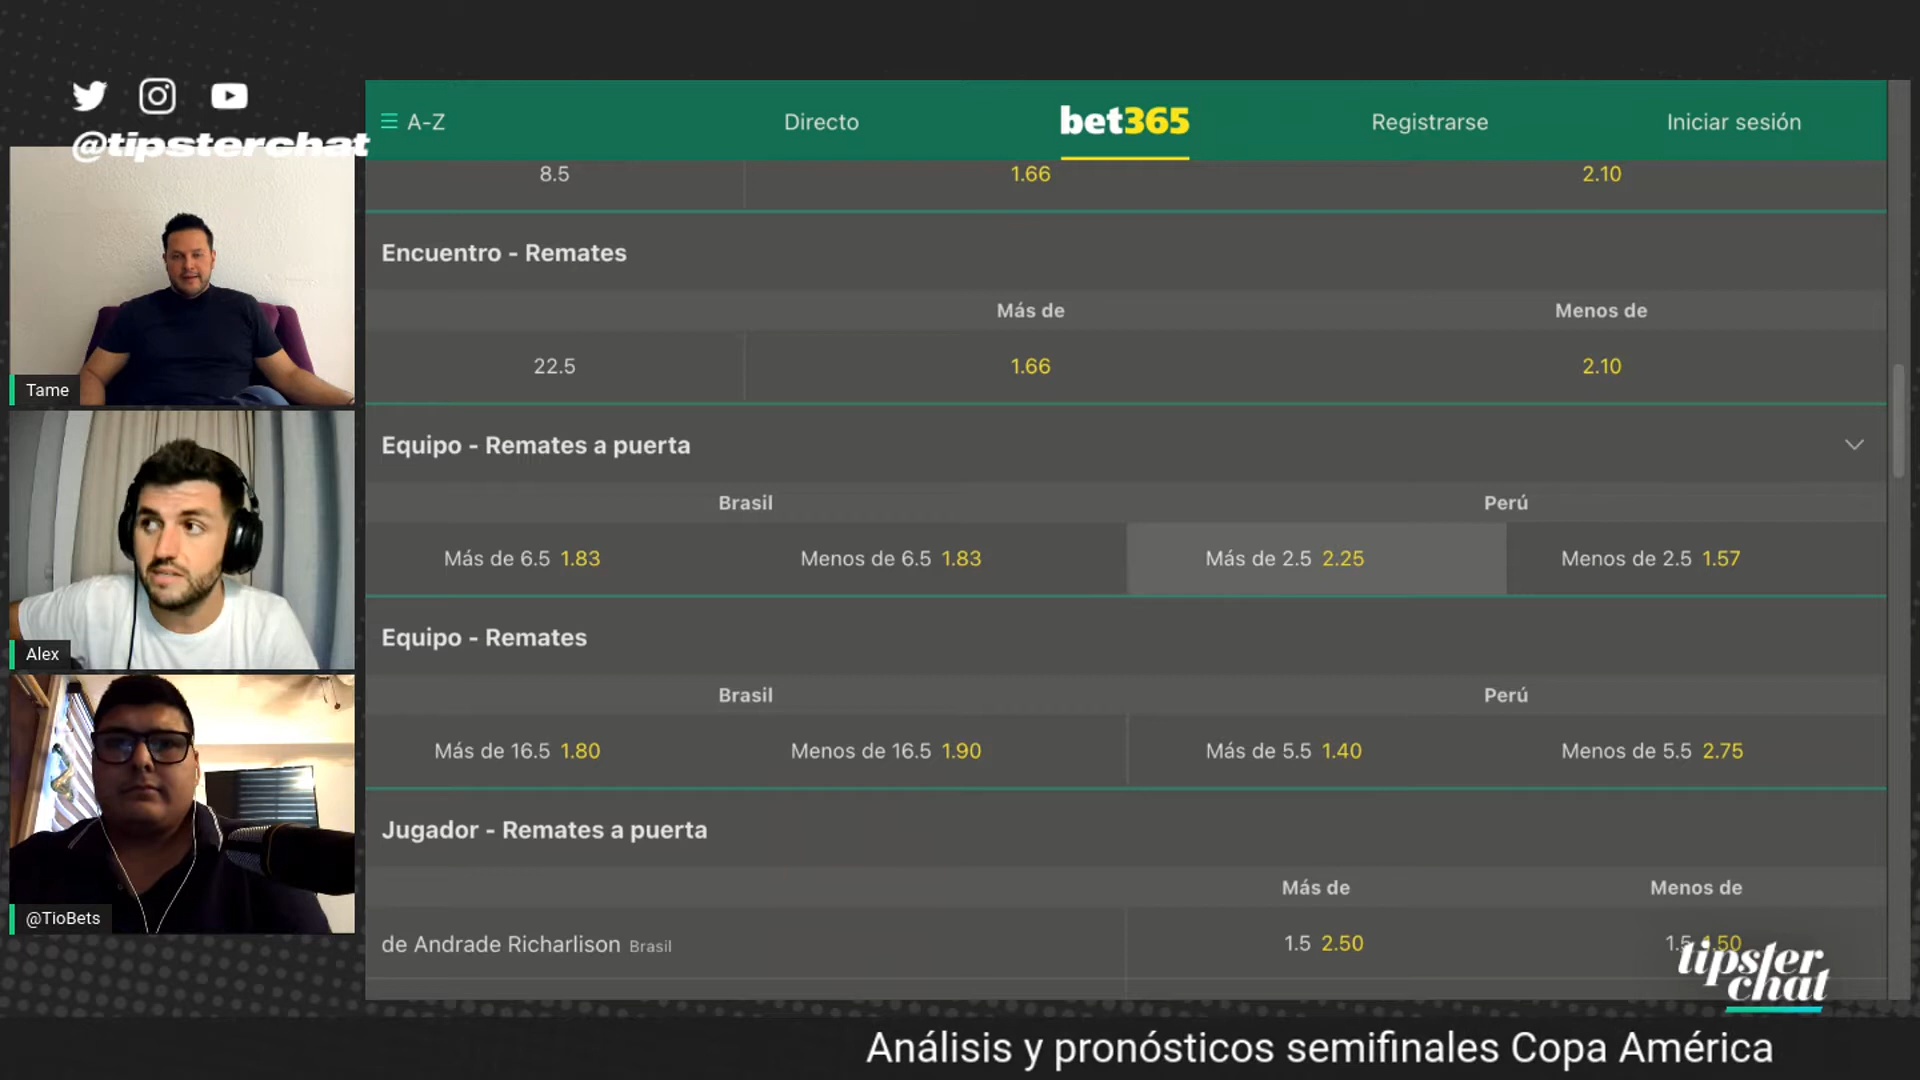 @tipsterchat
A-Z
Directo
bet365
Registrarse
Iniciar sesión
8.5
1.66
2.10
Encuentro - Remates
Más de
Menos de
22.5
1.66
2.10
Equipo - Remates a puerta
Brasil
Perú
Más de 6.5 1.83
Menos de 6.5 1.83
Más de 2.5 2.25
Menos de 2.5 1.57
Equipo - Remates
Brasil
Perú
Más de 16.5 1.80
Menos de 16.5 1.90
Más de 5.5 1.40
Menos de 5.5 2.75
Jugador - Remates a puerta
Más de
Menos de
de Andrade Richarlison Brasil
1.5 2.50
1.5 1.50
Tame
Alex
@TioBets
tipster
chat
Análisis y pronósticos semifinales Copa América